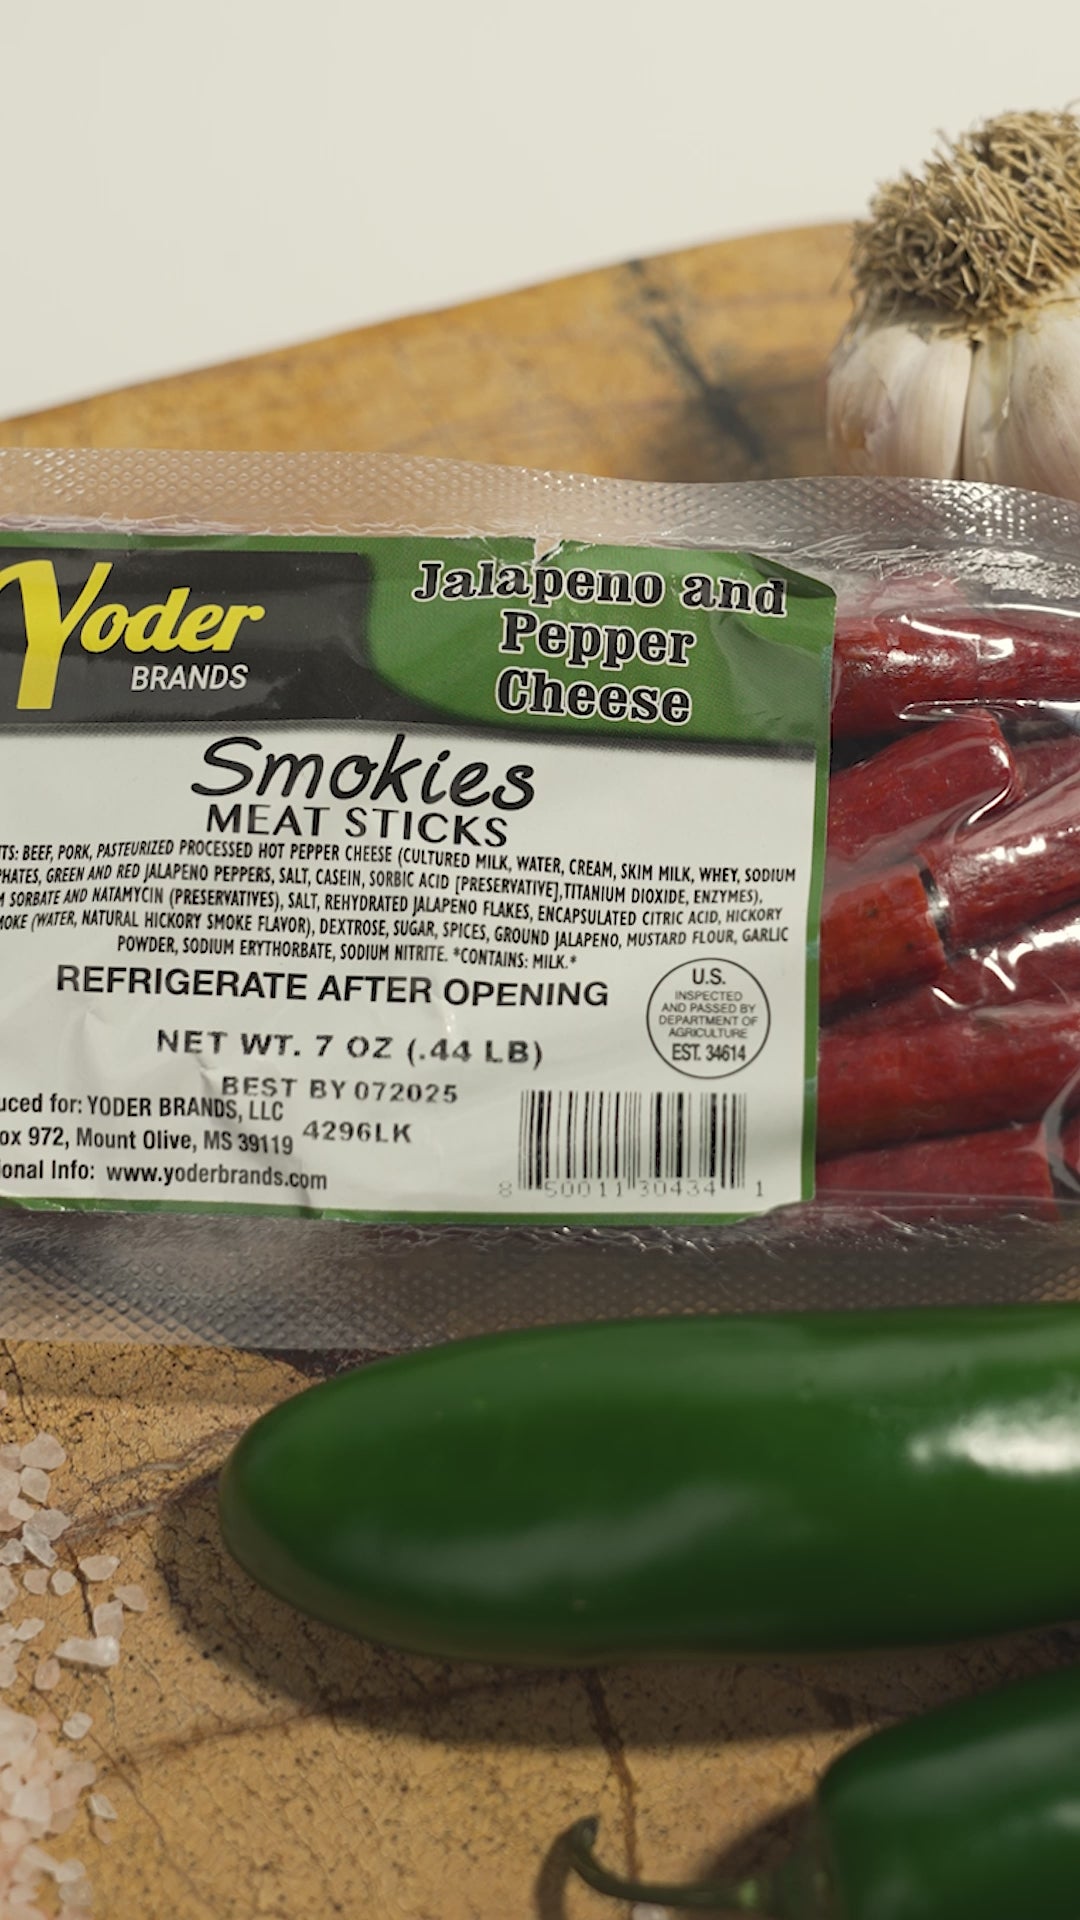 Yoder
BRANDS
Jalapeno and
Pepper
Cheese
Smokies
MEAT STICKS
TS: BEEF, PORK, PASTEURIZED PROCESSED HOT PEPPER CHEESE (CULTURED MILK, WATER, CREAM, SKIM MILK, WHEY, SODIUM
PHATES, GREEN AND RED JALAPENO PEPPERS, SALT, CASEIN, SORBIC ACID [PRESERVATIVE],TITANIUM DIOXIDE, ENZYMES),
M SORBATE AND NATAMYCIN (PRESERVATIVES), SALT, REHYDRATED JALAPENO FLAKES, ENCAPSULATED CITRIC ACID, HICKORY
MOKE (WATER, NATURAL HICKORY SMOKE FLAVOR), DEXTROSE, SUGAR, SPICES, GROUND JALAPENO, MUSTARD FLOUR, GARLIC
POWDER, SODIUM ERYTHORBATE, SODIUM NITRITE. *CONTAINS: MILK.*
REFRIGERATE AFTER OPENING
NET WT. 7 OZ (.44 LB)
BEST BY 072025
4296LK
uced for: YODER BRANDS, LLC
ox 972, Mount Olive, MS 39119
ional Info: www.yoderbrands.com
U.S.
INSPECTED
AND PASSED BY
DEPARTMENT OF
AGRICULTURE
EST. 34614
8 50011 30434 1